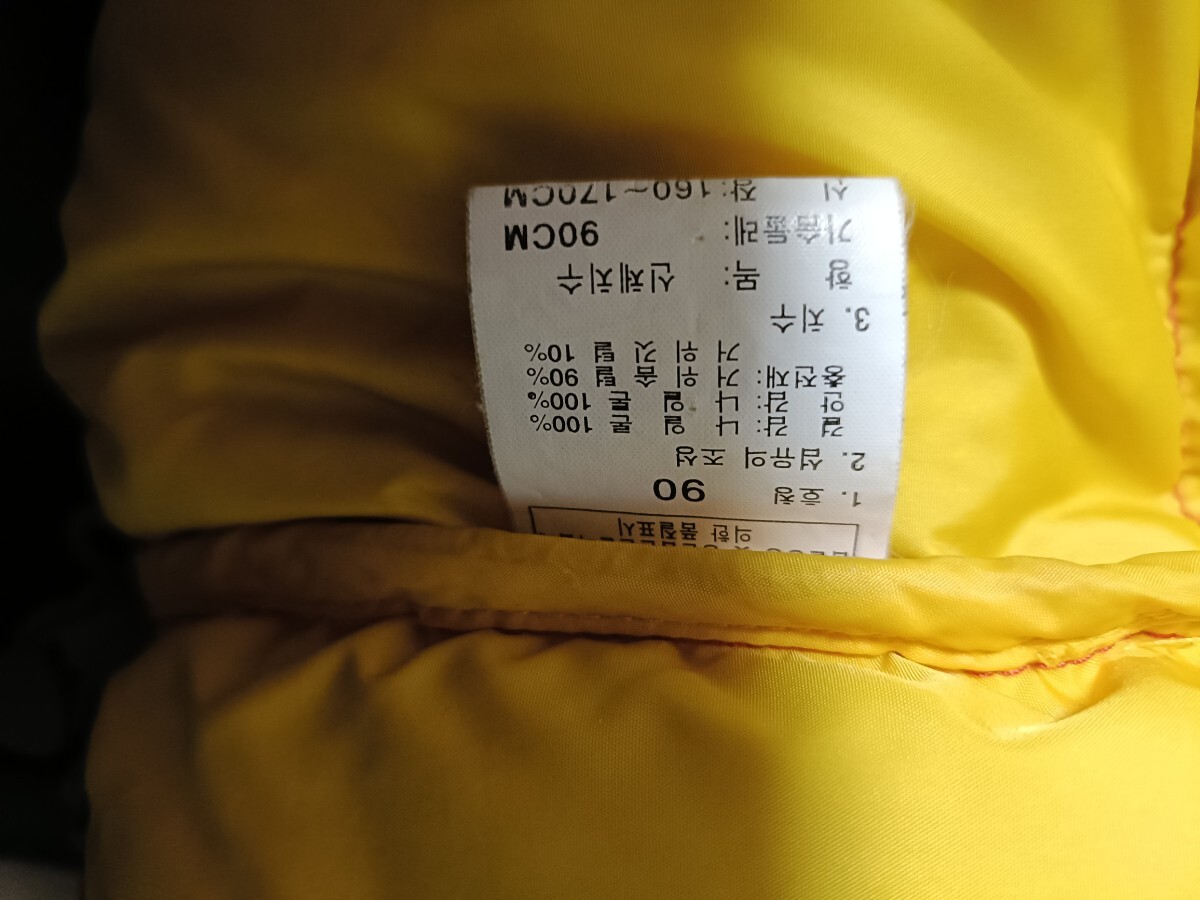 의한 품질표시
1. 호칭 90
2. 섬유의 조성
겉 감: 나 일 론 100%
안 감: 나 일 론 100%
충전재: 거 위 솜 털 90%
거 위 깃 털 10%
3. 치수
항 목: 신체치수
가슴둘레: 90CM
신 장: 160~170CM